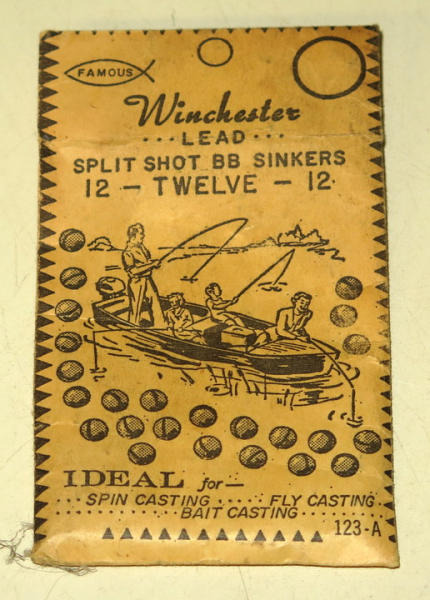 FAMOUS
Winchester
...LEAD...
SPLIT SHOT BB SINKERS
12 - TWELVE - 12
IDEAL for—
....SPIN CASTING......FLY CASTING....
....BAIT CASTING....
123-A